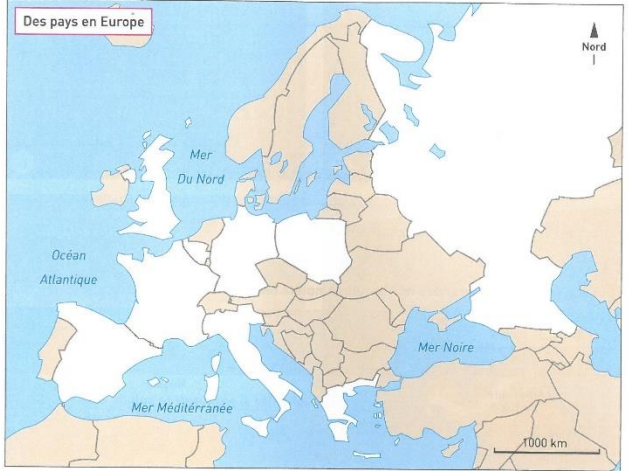 Des pays en Europe
Nord
Mer
Du Nord
Océan
Atlantique
Mer Noire
Mer Méditérranée
1000 km